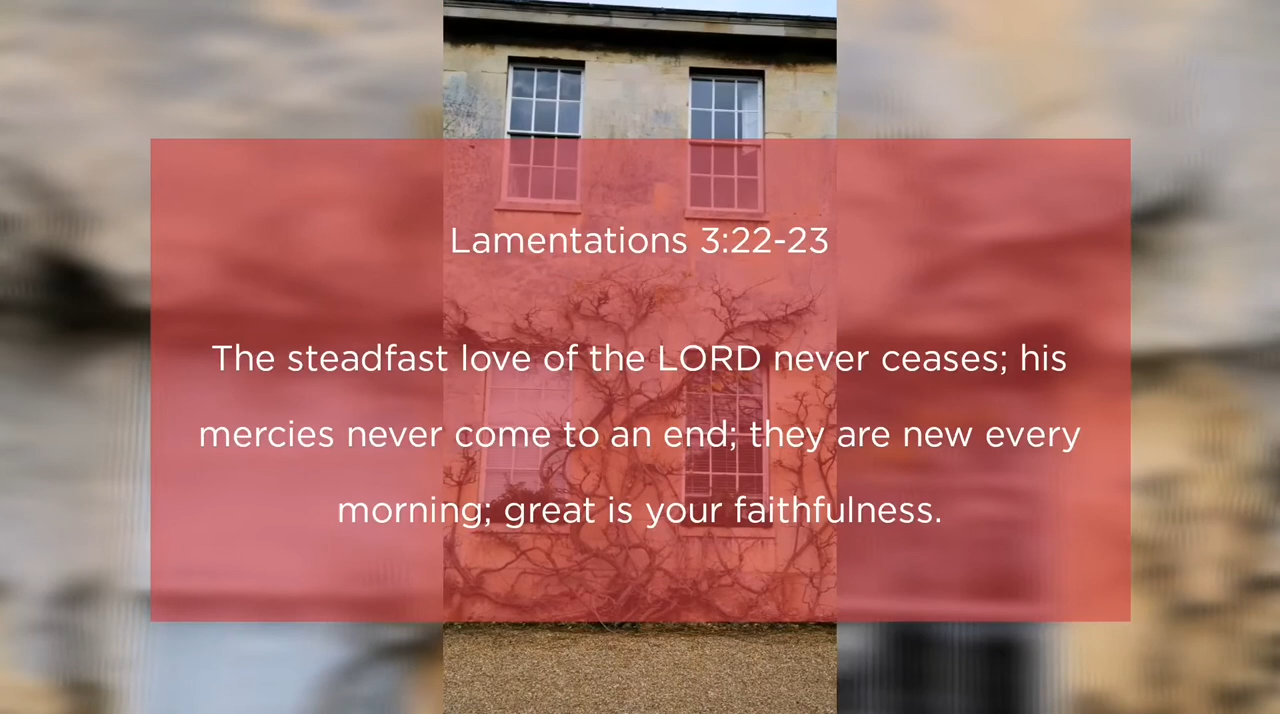 Lamentations 3:22-23
The steadfast love of the LORD never ceases; his
mercies never come to an end; they are new every
morning; great is your faithfulness.